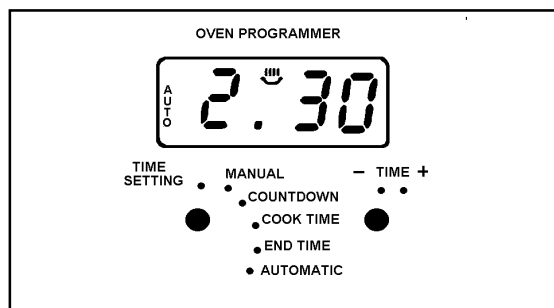 OVEN PROGRAMMER
AUTO
2.30
TIME
SETTING
MANUAL
COUNTDOWN
COOK TIME
END TIME
AUTOMATIC
- TIME +